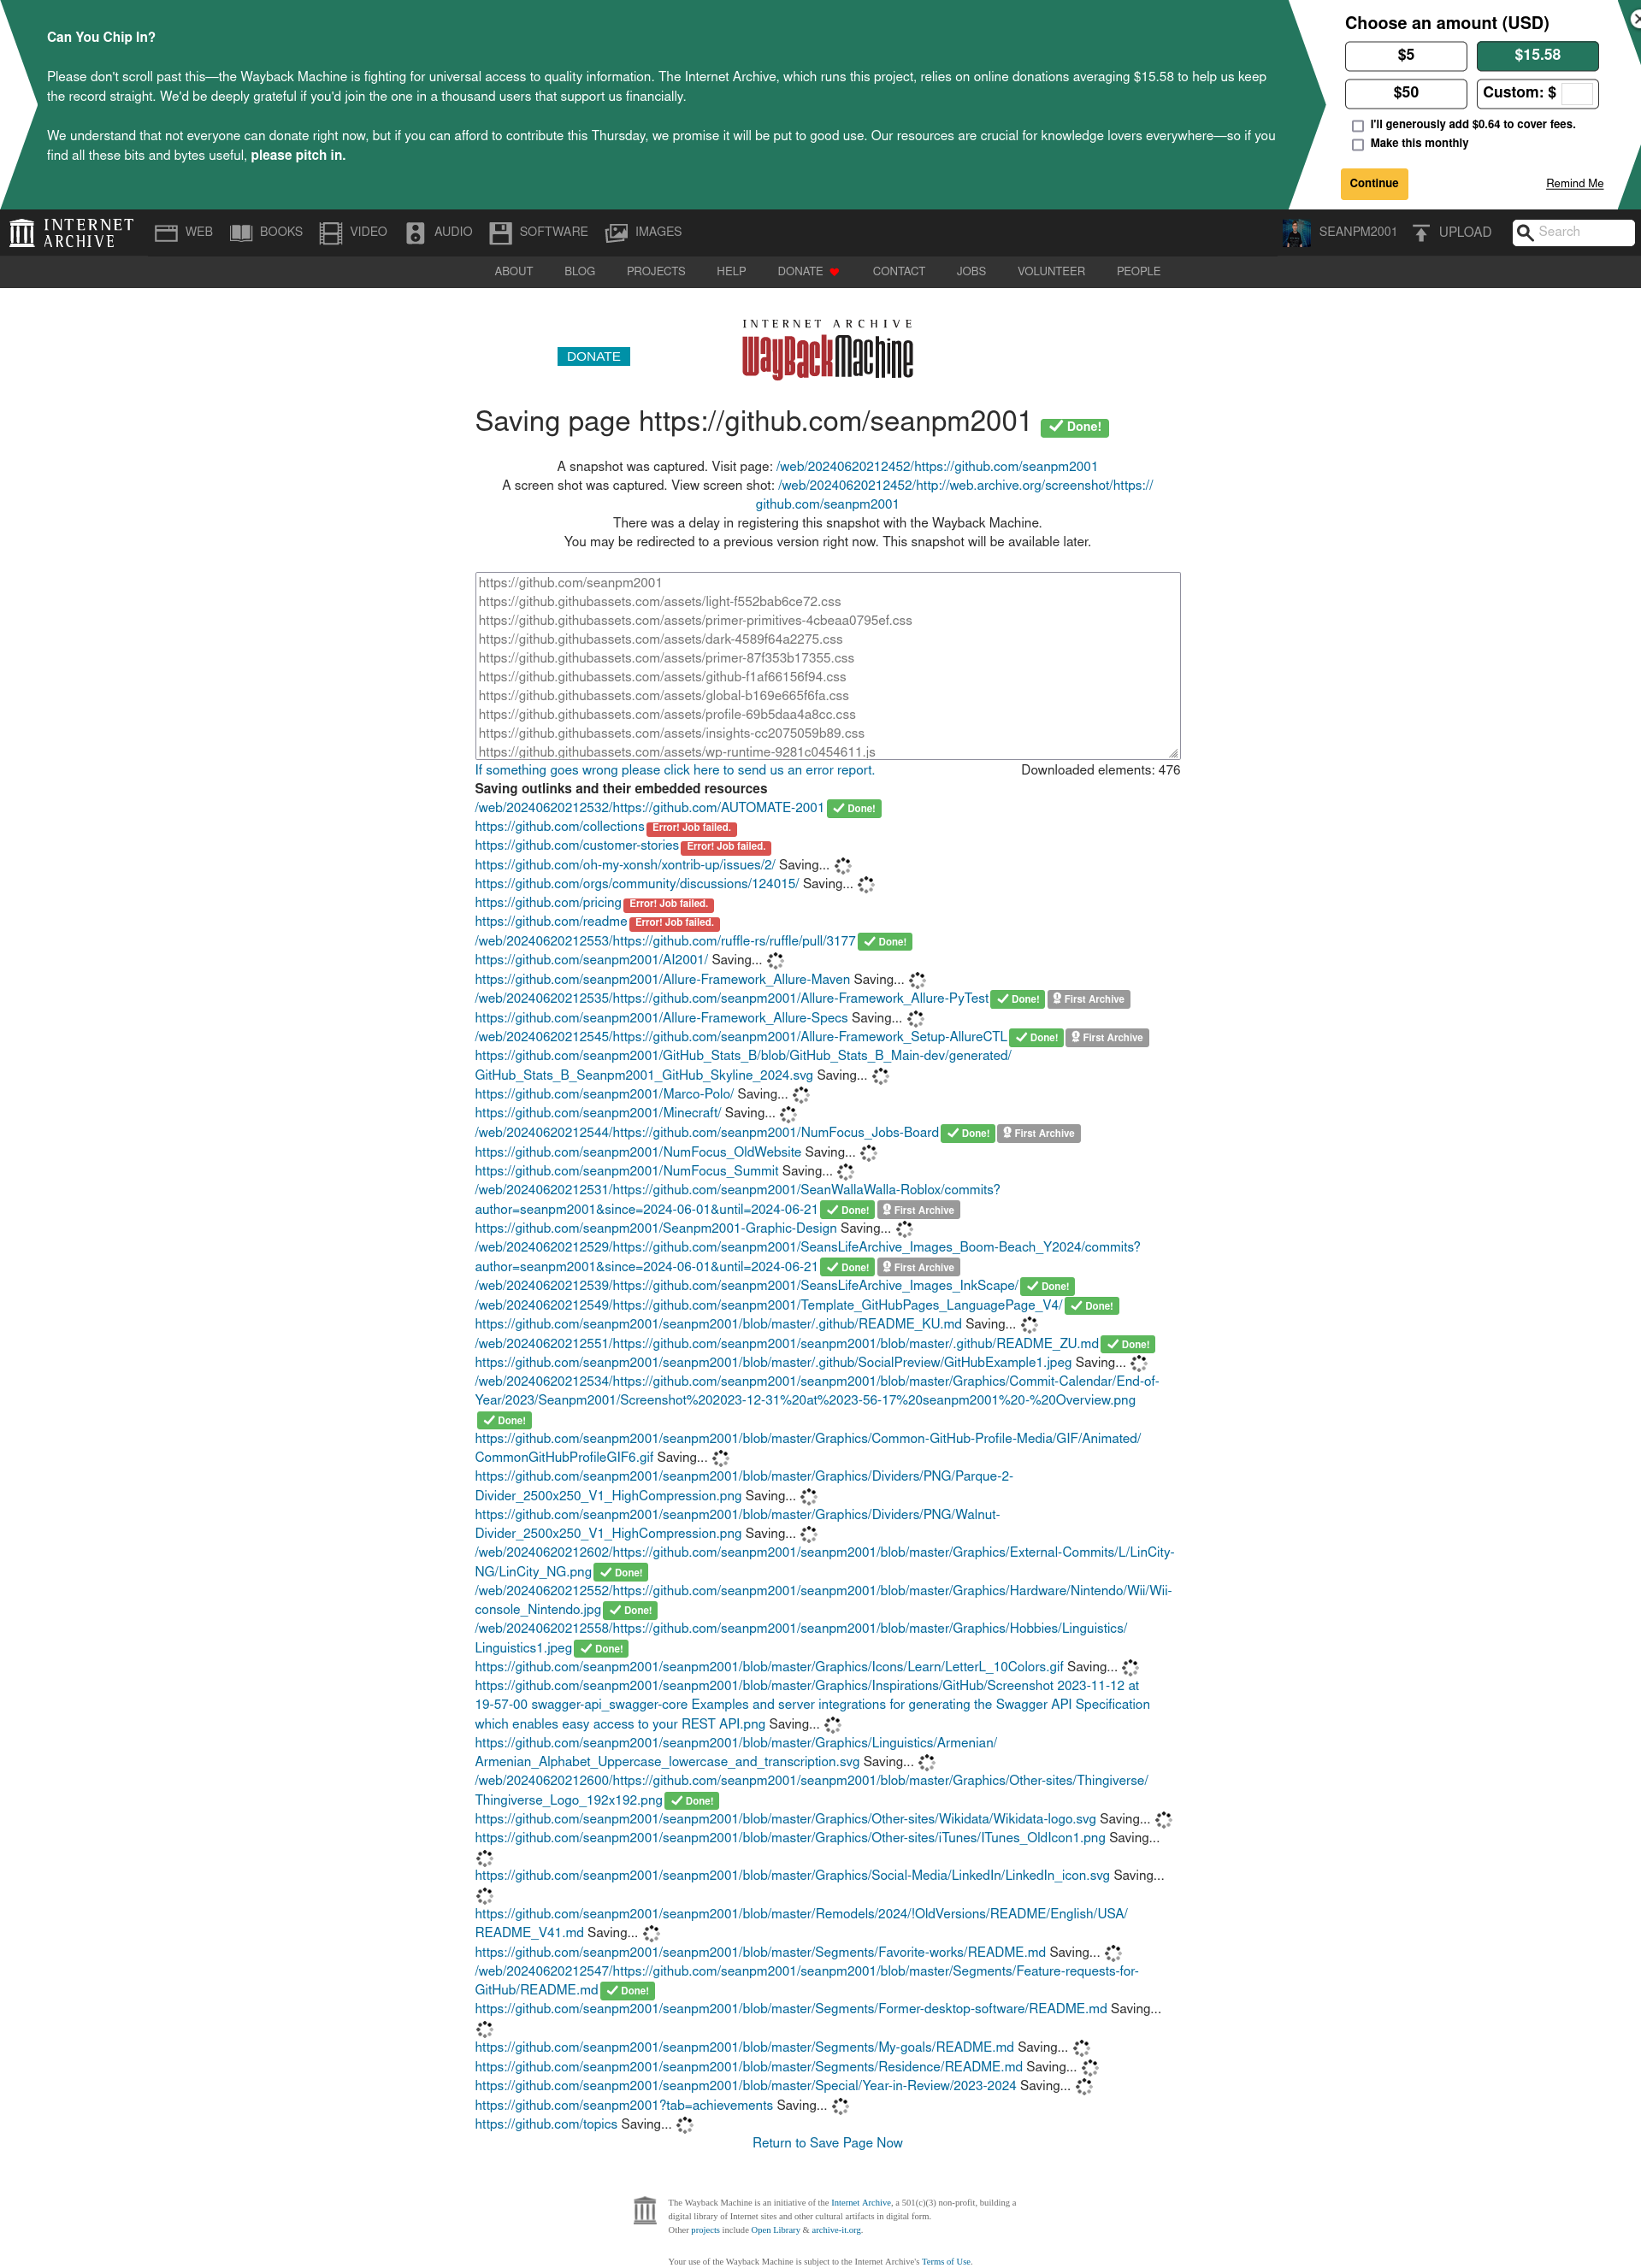 Can You Chip In?
Please don't scroll past this—the Wayback Machine is fighting for universal access to quality information. The Internet Archive, which runs this project, relies on online donations averaging $15.58 to help us keep
the record straight. We'd be deeply grateful if you'd join the one in a thousand users that support us financially.
We understand that not everyone can donate right now, but if you can afford to contribute this Thursday, we promise it will be put to good use. Our resources are crucial for knowledge lovers everywhere—so if you
find all these bits and bytes useful, please pitch in.
Choose an amount (USD)
$5 $15.58
$50 Custom: $
I'll generously add $0.64 to cover fees.
Make this monthly
Continue Remind Me
INTERNET ARCHIVE WEB BOOKS VIDEO AUDIO SOFTWARE IMAGES SEANPM2001 UPLOAD Search
ABOUT BLOG PROJECTS HELP DONATE CONTACT JOBS VOLUNTEER PEOPLE
INTERNET ARCHIVE
DONATE WayBackMachine
Saving page https://github.com/seanpm2001 Done!
A snapshot was captured. Visit page: /web/20240620212452/https://github.com/seanpm2001
A screen shot was captured. View screen shot: /web/20240620212452/http://web.archive.org/screenshot/https://
github.com/seanpm2001
There was a delay in registering this snapshot with the Wayback Machine.
You may be redirected to a previous version right now. This snapshot will be available later.
https://github.com/seanpm2001
https://github.githubassets.com/assets/light-f552bab6ce72.css
https://github.githubassets.com/assets/primer-primitives-4cbeaa0795ef.css
https://github.githubassets.com/assets/dark-4589f64a2275.css
https://github.githubassets.com/assets/primer-87f353b17355.css
https://github.githubassets.com/assets/github-f1af66156f94.css
https://github.githubassets.com/assets/global-b169e665f6fa.css
https://github.githubassets.com/assets/profile-69b5daa4a8cc.css
https://github.githubassets.com/assets/insights-cc2075059b89.css
https://github.githubassets.com/assets/wp-runtime-9281c0454611.js
If something goes wrong please click here to send us an error report. Downloaded elements: 476
Saving outlinks and their embedded resources
/web/20240620212532/https://github.com/AUTOMATE-2001 Done!
https://github.com/collections Error! Job failed.
https://github.com/customer-stories Error! Job failed.
https://github.com/oh-my-xonsh/xontrib-up/issues/2/ Saving...
https://github.com/orgs/community/discussions/124015/ Saving...
https://github.com/pricing Error! Job failed.
https://github.com/readme Error! Job failed.
/web/20240620212553/https://github.com/ruffle-rs/ruffle/pull/3177 Done!
https://github.com/seanpm2001/AI2001/ Saving...
https://github.com/seanpm2001/Allure-Framework_Allure-Maven Saving...
/web/20240620212535/https://github.com/seanpm2001/Allure-Framework_Allure-PyTest Done! First Archive
https://github.com/seanpm2001/Allure-Framework_Allure-Specs Saving...
/web/20240620212545/https://github.com/seanpm2001/Allure-Framework_Setup-AllureCTL Done! First Archive
https://github.com/seanpm2001/GitHub_Stats_B/blob/GitHub_Stats_B_Main-dev/generated/
GitHub_Stats_B_Seanpm2001_GitHub_Skyline_2024.svg Saving...
https://github.com/seanpm2001/Marco-Polo/ Saving...
https://github.com/seanpm2001/Minecraft/ Saving...
/web/20240620212544/https://github.com/seanpm2001/NumFocus_Jobs-Board Done! First Archive
https://github.com/seanpm2001/NumFocus_OldWebsite Saving...
https://github.com/seanpm2001/NumFocus_Summit Saving...
/web/20240620212531/https://github.com/seanpm2001/SeanWallaWalla-Roblox/commits?
author=seanpm2001&since=2024-06-01&until=2024-06-21 Done! First Archive
https://github.com/seanpm2001/Seanpm2001-Graphic-Design Saving...
/web/20240620212529/https://github.com/seanpm2001/SeansLifeArchive_Images_Boom-Beach_Y2024/commits?
author=seanpm2001&since=2024-06-01&until=2024-06-21 Done! First Archive
/web/20240620212539/https://github.com/seanpm2001/SeansLifeArchive_Images_InkScape/ Done!
/web/20240620212549/https://github.com/seanpm2001/Template_GitHubPages_LanguagePage_V4/ Done!
https://github.com/seanpm2001/seanpm2001/blob/master/.github/README_KU.md Saving...
/web/20240620212551/https://github.com/seanpm2001/seanpm2001/blob/master/.github/README_ZU.md Done!
https://github.com/seanpm2001/seanpm2001/blob/master/.github/SocialPreview/GitHubExample1.jpeg Saving...
/web/20240620212534/https://github.com/seanpm2001/seanpm2001/blob/master/Graphics/Commit-Calendar/End-of-
Year/2023/Seanpm2001/Screenshot%202023-12-31%20at%2023-56-17%20seanpm2001%20-%20Overview.png
Done!
https://github.com/seanpm2001/seanpm2001/blob/master/Graphics/Common-GitHub-Profile-Media/GIF/Animated/
CommonGitHubProfileGIF6.gif Saving...
https://github.com/seanpm2001/seanpm2001/blob/master/Graphics/Dividers/PNG/Parque-2-
Divider_2500x250_V1_HighCompression.png Saving...
https://github.com/seanpm2001/seanpm2001/blob/master/Graphics/Dividers/PNG/Walnut-
Divider_2500x250_V1_HighCompression.png Saving...
/web/20240620212602/https://github.com/seanpm2001/seanpm2001/blob/master/Graphics/External-Commits/L/LinCity-
NG/LinCity_NG.png Done!
/web/20240620212552/https://github.com/seanpm2001/seanpm2001/blob/master/Graphics/Hardware/Nintendo/Wii/Wii-
console_Nintendo.jpg Done!
/web/20240620212558/https://github.com/seanpm2001/seanpm2001/blob/master/Graphics/Hobbies/Linguistics/
Linguistics1.jpeg Done!
https://github.com/seanpm2001/seanpm2001/blob/master/Graphics/Icons/Learn/LetterL_10Colors.gif Saving...
https://github.com/seanpm2001/seanpm2001/blob/master/Graphics/Inspirations/GitHub/Screenshot 2023-11-12 at
19-57-00 swagger-api_swagger-core Examples and server integrations for generating the Swagger API Specification
which enables easy access to your REST API.png Saving...
https://github.com/seanpm2001/seanpm2001/blob/master/Graphics/Linguistics/Armenian/
Armenian_Alphabet_Uppercase_lowercase_and_transcription.svg Saving...
/web/20240620212600/https://github.com/seanpm2001/seanpm2001/blob/master/Graphics/Other-sites/Thingiverse/
Thingiverse_Logo_192x192.png Done!
https://github.com/seanpm2001/seanpm2001/blob/master/Graphics/Other-sites/Wikidata/Wikidata-logo.svg Saving...
https://github.com/seanpm2001/seanpm2001/blob/master/Graphics/Other-sites/iTunes/ITunes_OldIcon1.png Saving...
https://github.com/seanpm2001/seanpm2001/blob/master/Graphics/Social-Media/LinkedIn/LinkedIn_icon.svg Saving...
https://github.com/seanpm2001/seanpm2001/blob/master/Remodels/2024/!OldVersions/README/English/USA/
README_V41.md Saving...
https://github.com/seanpm2001/seanpm2001/blob/master/Segments/Favorite-works/README.md Saving...
/web/20240620212547/https://github.com/seanpm2001/seanpm2001/blob/master/Segments/Feature-requests-for-
GitHub/README.md Done!
https://github.com/seanpm2001/seanpm2001/blob/master/Segments/Former-desktop-software/README.md Saving...
https://github.com/seanpm2001/seanpm2001/blob/master/Segments/My-goals/README.md Saving...
https://github.com/seanpm2001/seanpm2001/blob/master/Segments/Residence/README.md Saving...
https://github.com/seanpm2001/seanpm2001/blob/master/Special/Year-in-Review/2023-2024 Saving...
https://github.com/seanpm2001?tab=achievements Saving...
https://github.com/topics Saving...
Return to Save Page Now
The Wayback Machine is an initiative of the Internet Archive, a 501(c)(3) non-profit, building a
digital library of Internet sites and other cultural artifacts in digital form.
Other projects include Open Library & archive-it.org.
Your use of the Wayback Machine is subject to the Internet Archive's Terms of Use.